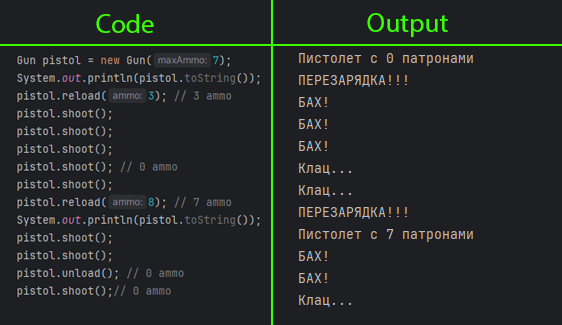 Code
Gun pistol = new Gun( maxAmmo: 7);
System.out.println(pistol.toString());
pistol.reload( ammo: 3); // 3 ammo
pistol.shoot();
pistol.shoot();
pistol.shoot();
pistol.shoot(); // 0 ammo
pistol.shoot();
pistol.reload( ammo: 8); // 7 ammo
System.out.println(pistol.toString());
pistol.shoot();
pistol.shoot();
pistol.unload(); // 0 ammo
pistol.shoot();// 0 ammo
Output
Пистолет с 0 патронами
ПЕРЕЗАРЯДКА!!!
БАХ!
БАХ!
БАХ!
Клац...
Клац...
ПЕРЕЗАРЯДКА!!!
Пистолет с 7 патронами
БАХ!
БАХ!
Клац...